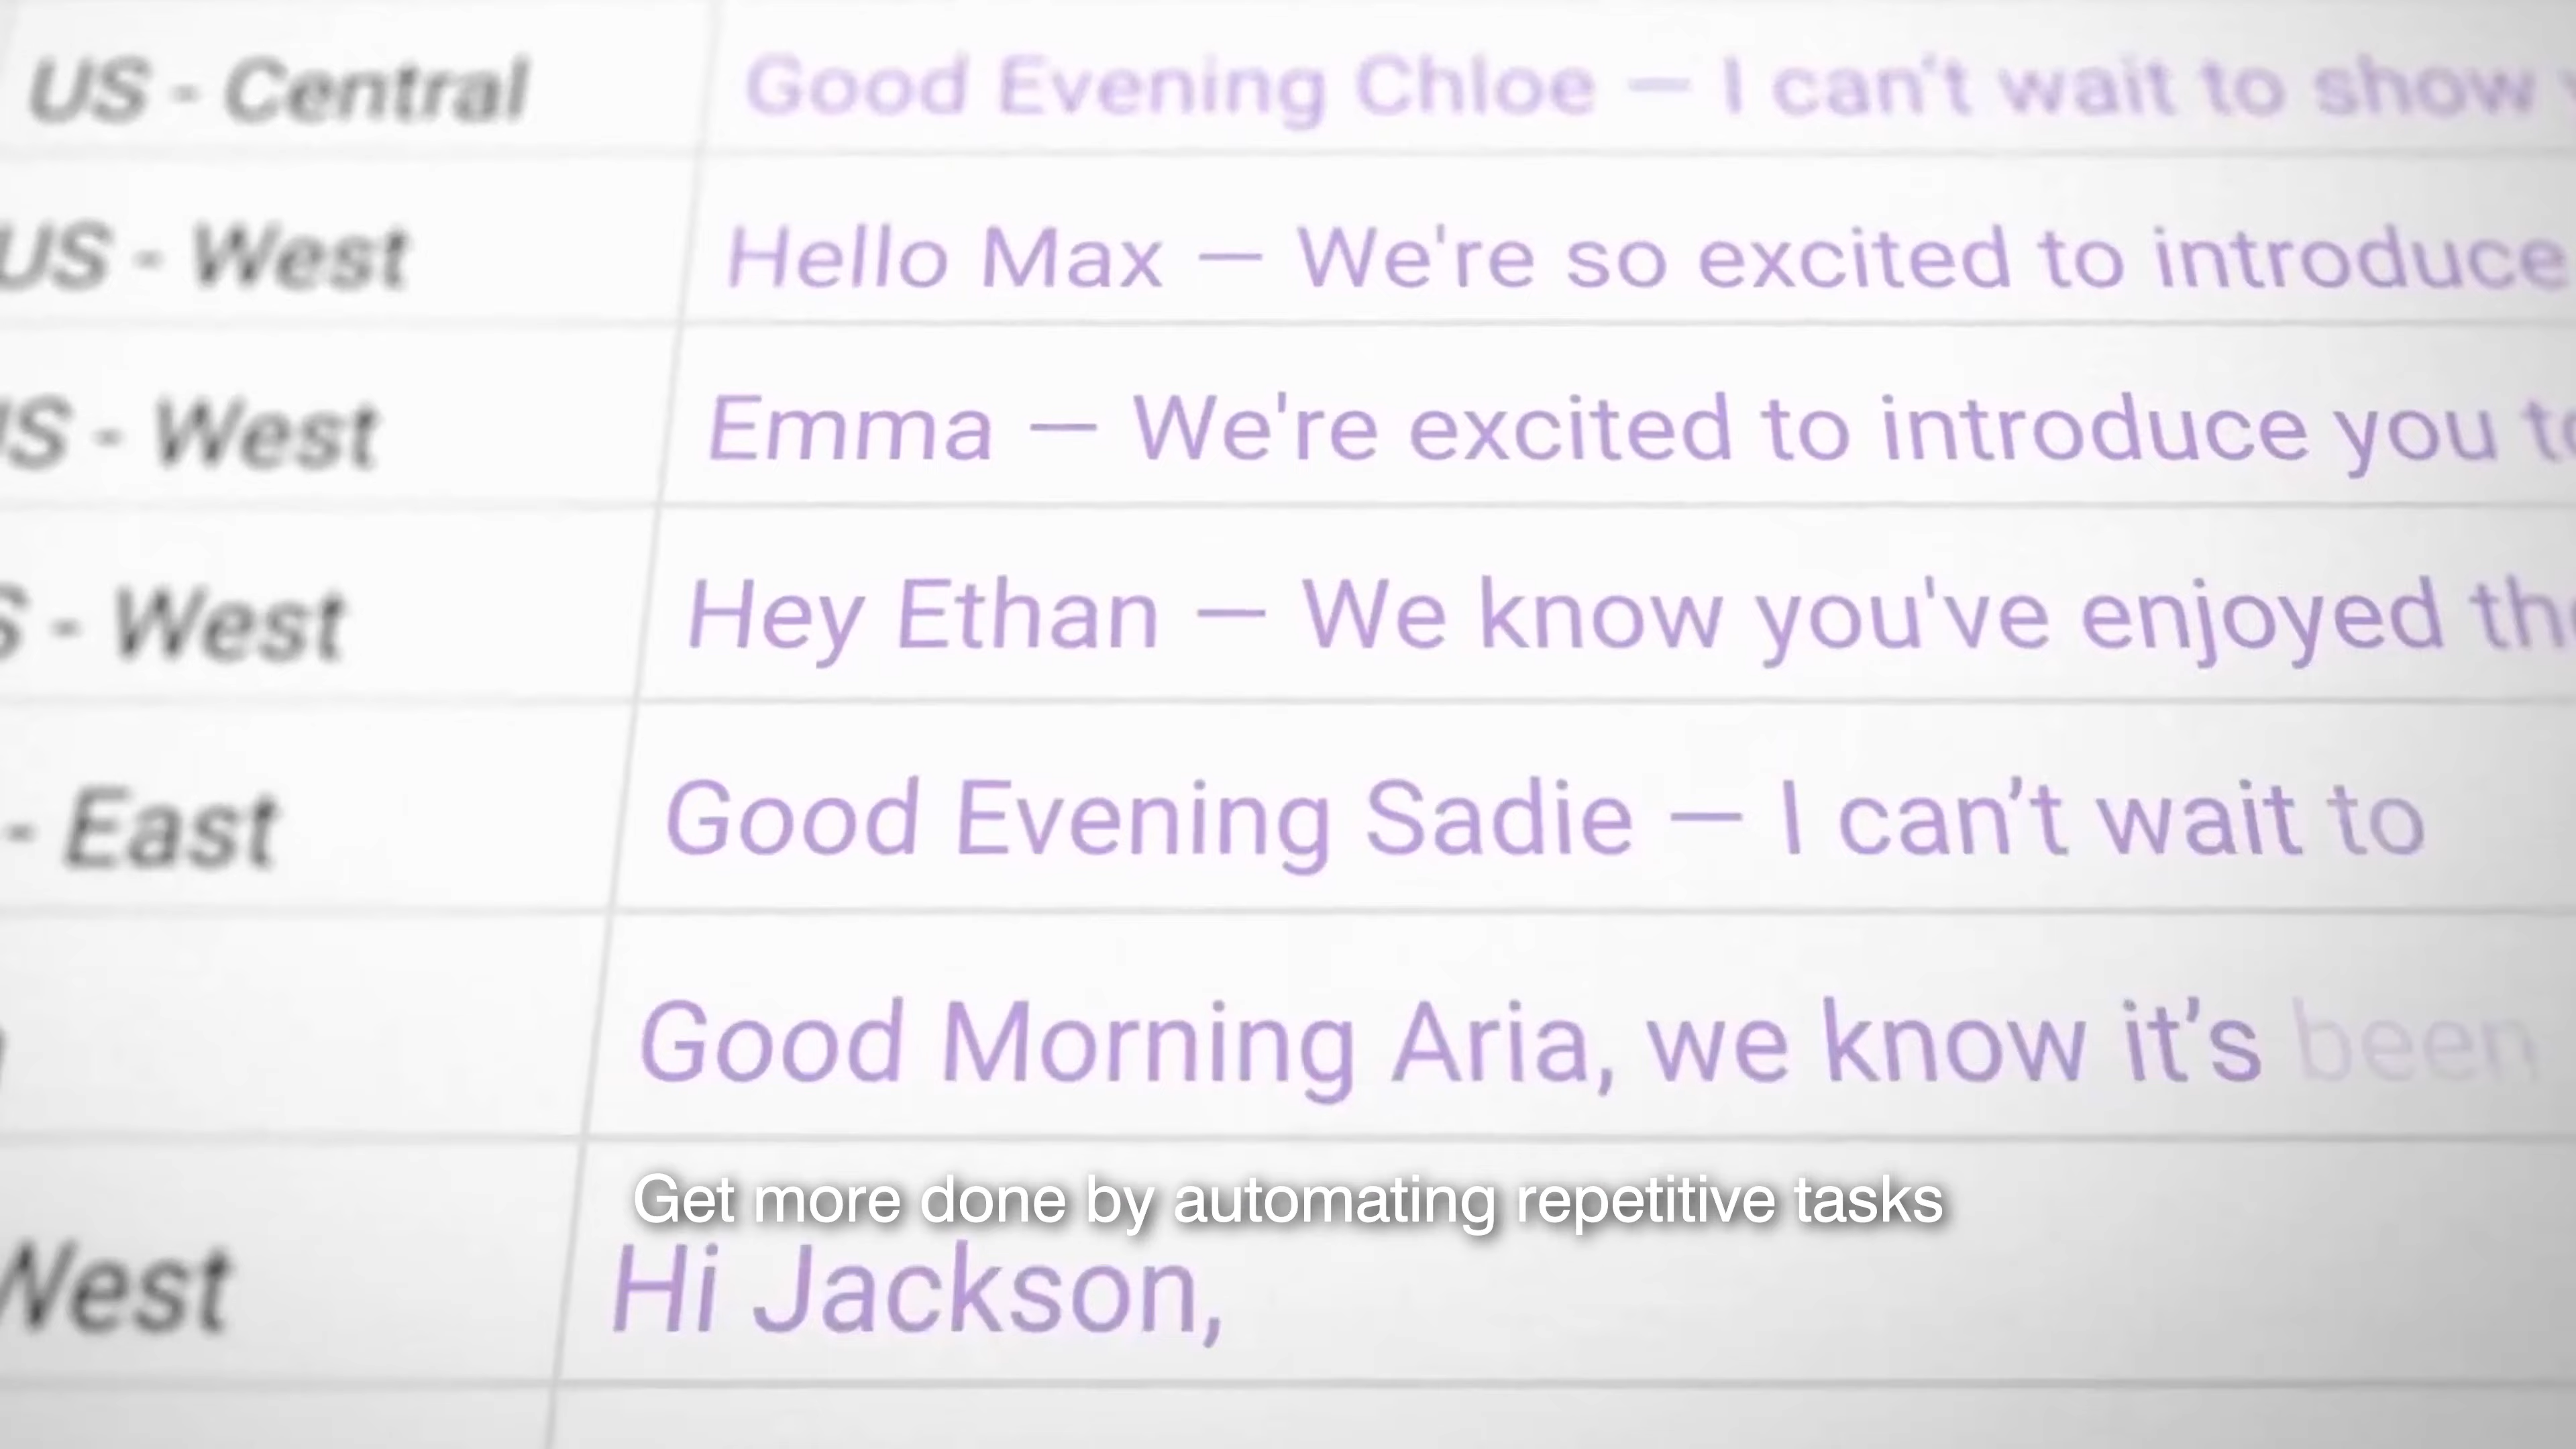 US - Central Good Evening Chloe — I can't wait to show
US - West Hello Max — We're so excited to introduce
US - West Emma — We're excited to introduce you to
- West Hey Ethan — We know you've enjoyed
- East Good Evening Sadie — I can’t wait to
Good Morning Aria, we know it’s been
Get more done by automating repetitive tasks
West Hi Jackson,